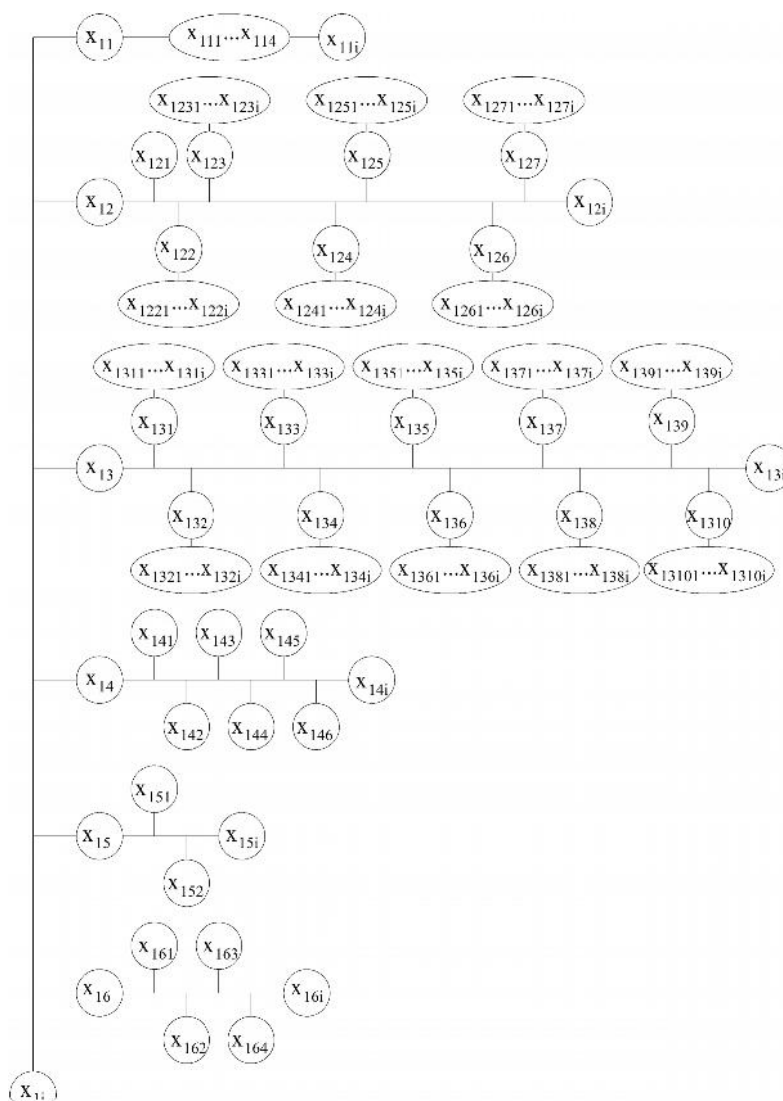 x11 x111...x114 x11i
x1231...x123i x1251...x125i x1271...x127i
x121 x123 x125 x127
x12 x12i
x122 x124 x126
x1221...x122i x1241...x124i x1261...x126i
x1311...x131i x1331...x133i x1351...x135i x1371...x137i x1391...x139i
x131 x133 x135 x137 x139
x13 x13i
x132 x134 x136 x138 x1310
x1321...x132i x1341...x134i x1361...x136i x1381...x138i x13101...x1310i
x141 x143 x145
x14 x14i
x142 x144 x146
x151
x15 x15i
x152
x161 x163
x16 x16i
x162 x164
x1i